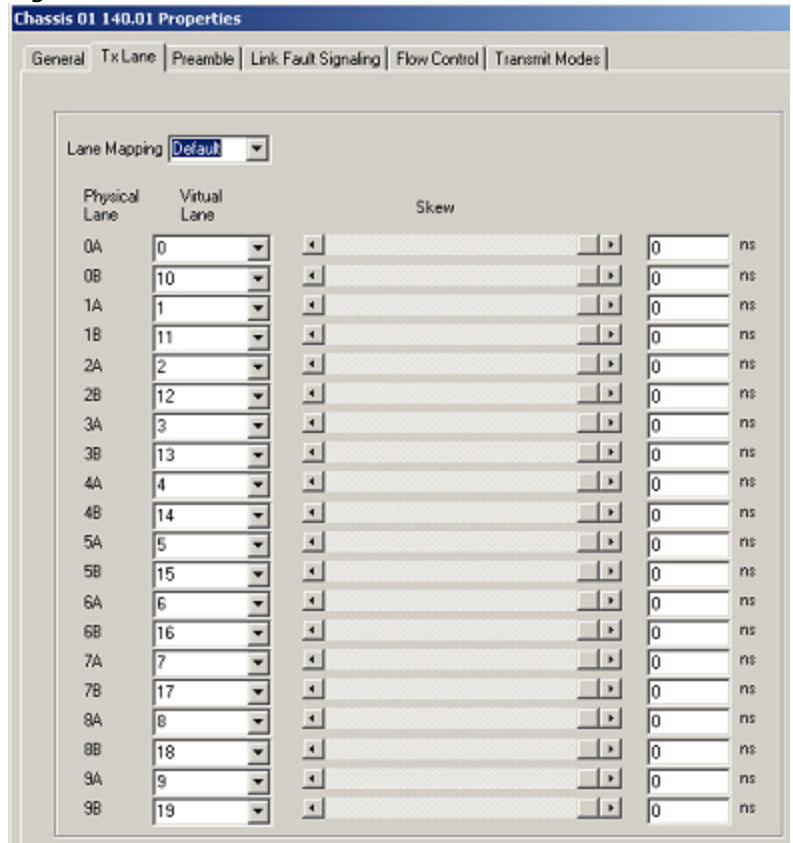 Chassis 01 140.01 Properties
General Tx Lane Preamble Link Fault Signaling Flow Control Transmit Modes
Lane Mapping Default
Physical Lane Virtual Lane Skew
0A 0 0 ns
0B 10 0 ns
1A 1 0 ns
1B 11 0 ns
2A 2 0 ns
2B 12 0 ns
3A 3 0 ns
3B 13 0 ns
4A 4 0 ns
4B 14 0 ns
5A 5 0 ns
5B 15 0 ns
6A 6 0 ns
6B 16 0 ns
7A 7 0 ns
7B 17 0 ns
8A 8 0 ns
8B 18 0 ns
9A 9 0 ns
9B 19 0 ns